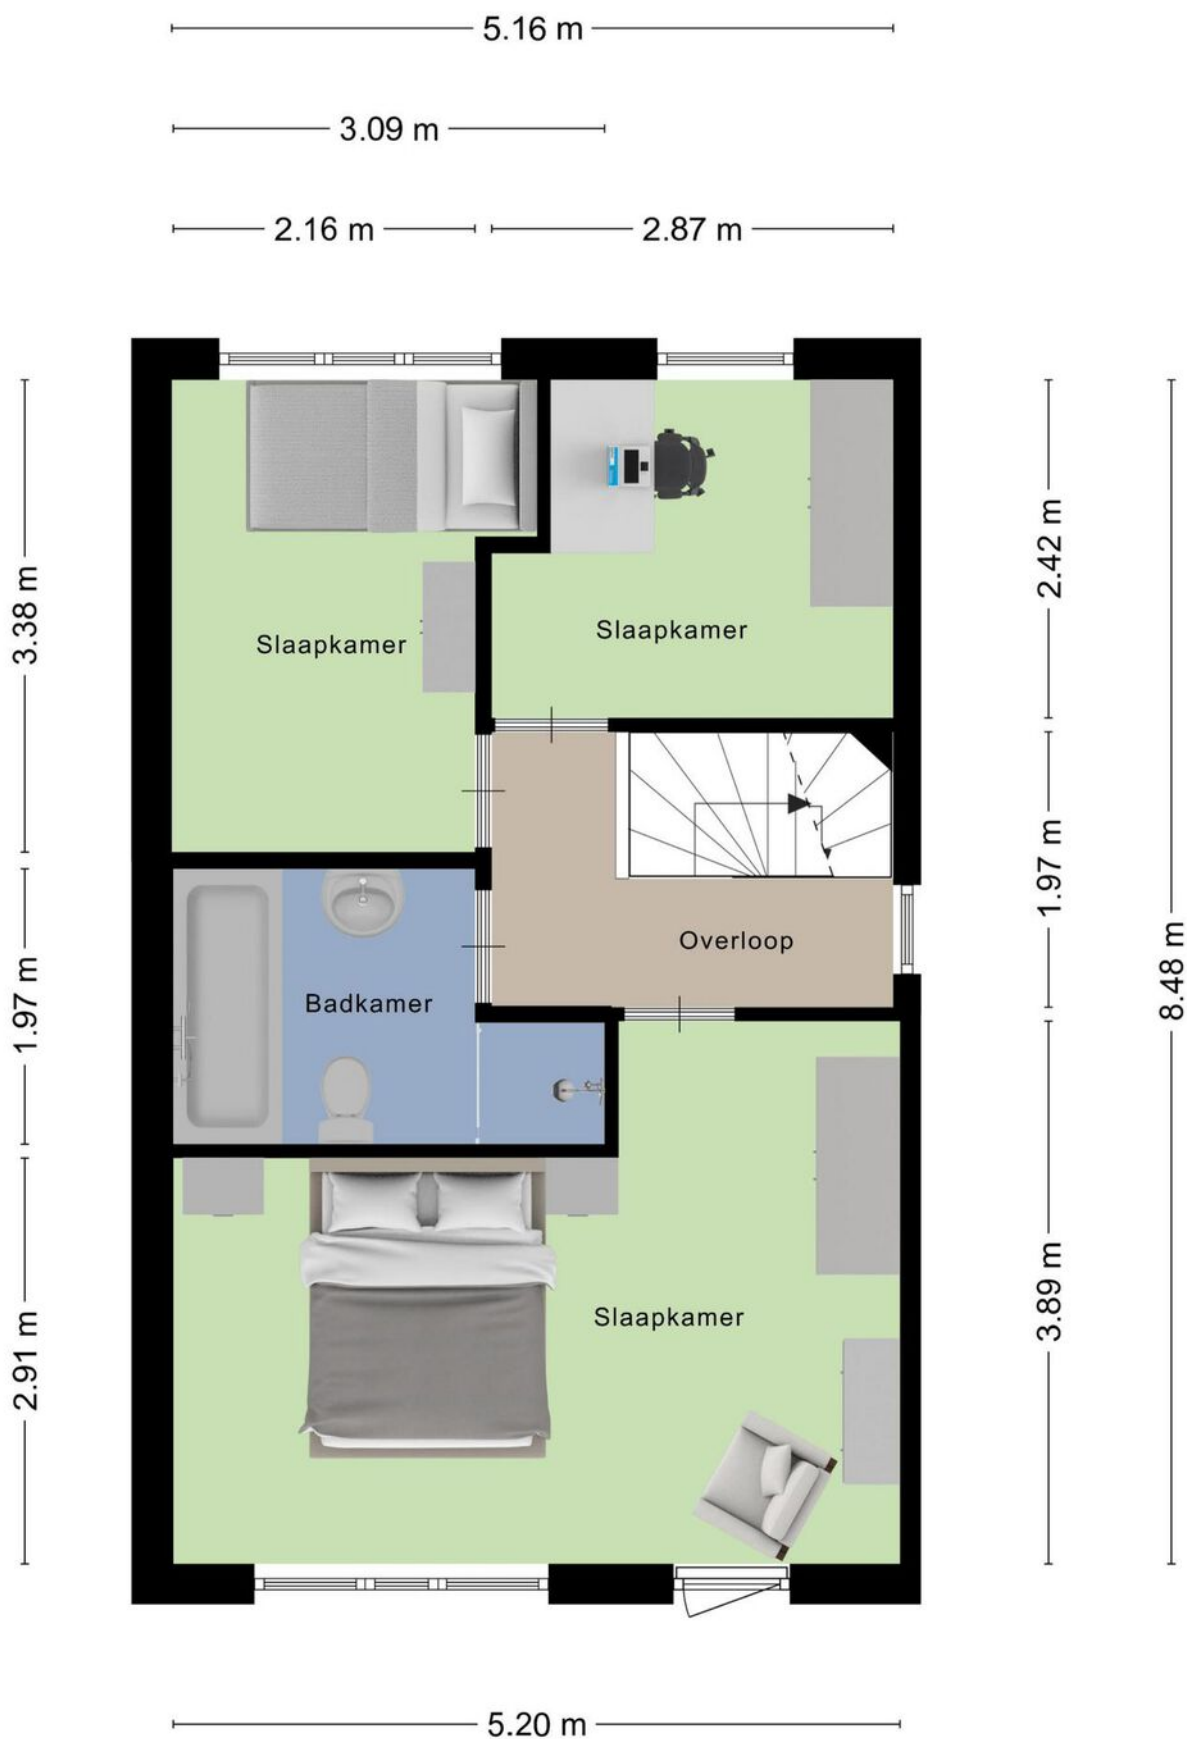 5.16 m
3.09 m
2.16 m
2.87 m
3.38 m
2.42 m
Slaapkamer
Slaapkamer
1.97 m
8.48 m
Overloop
Badkamer
1.97 m
3.89 m
Slaapkamer
2.91 m
5.20 m